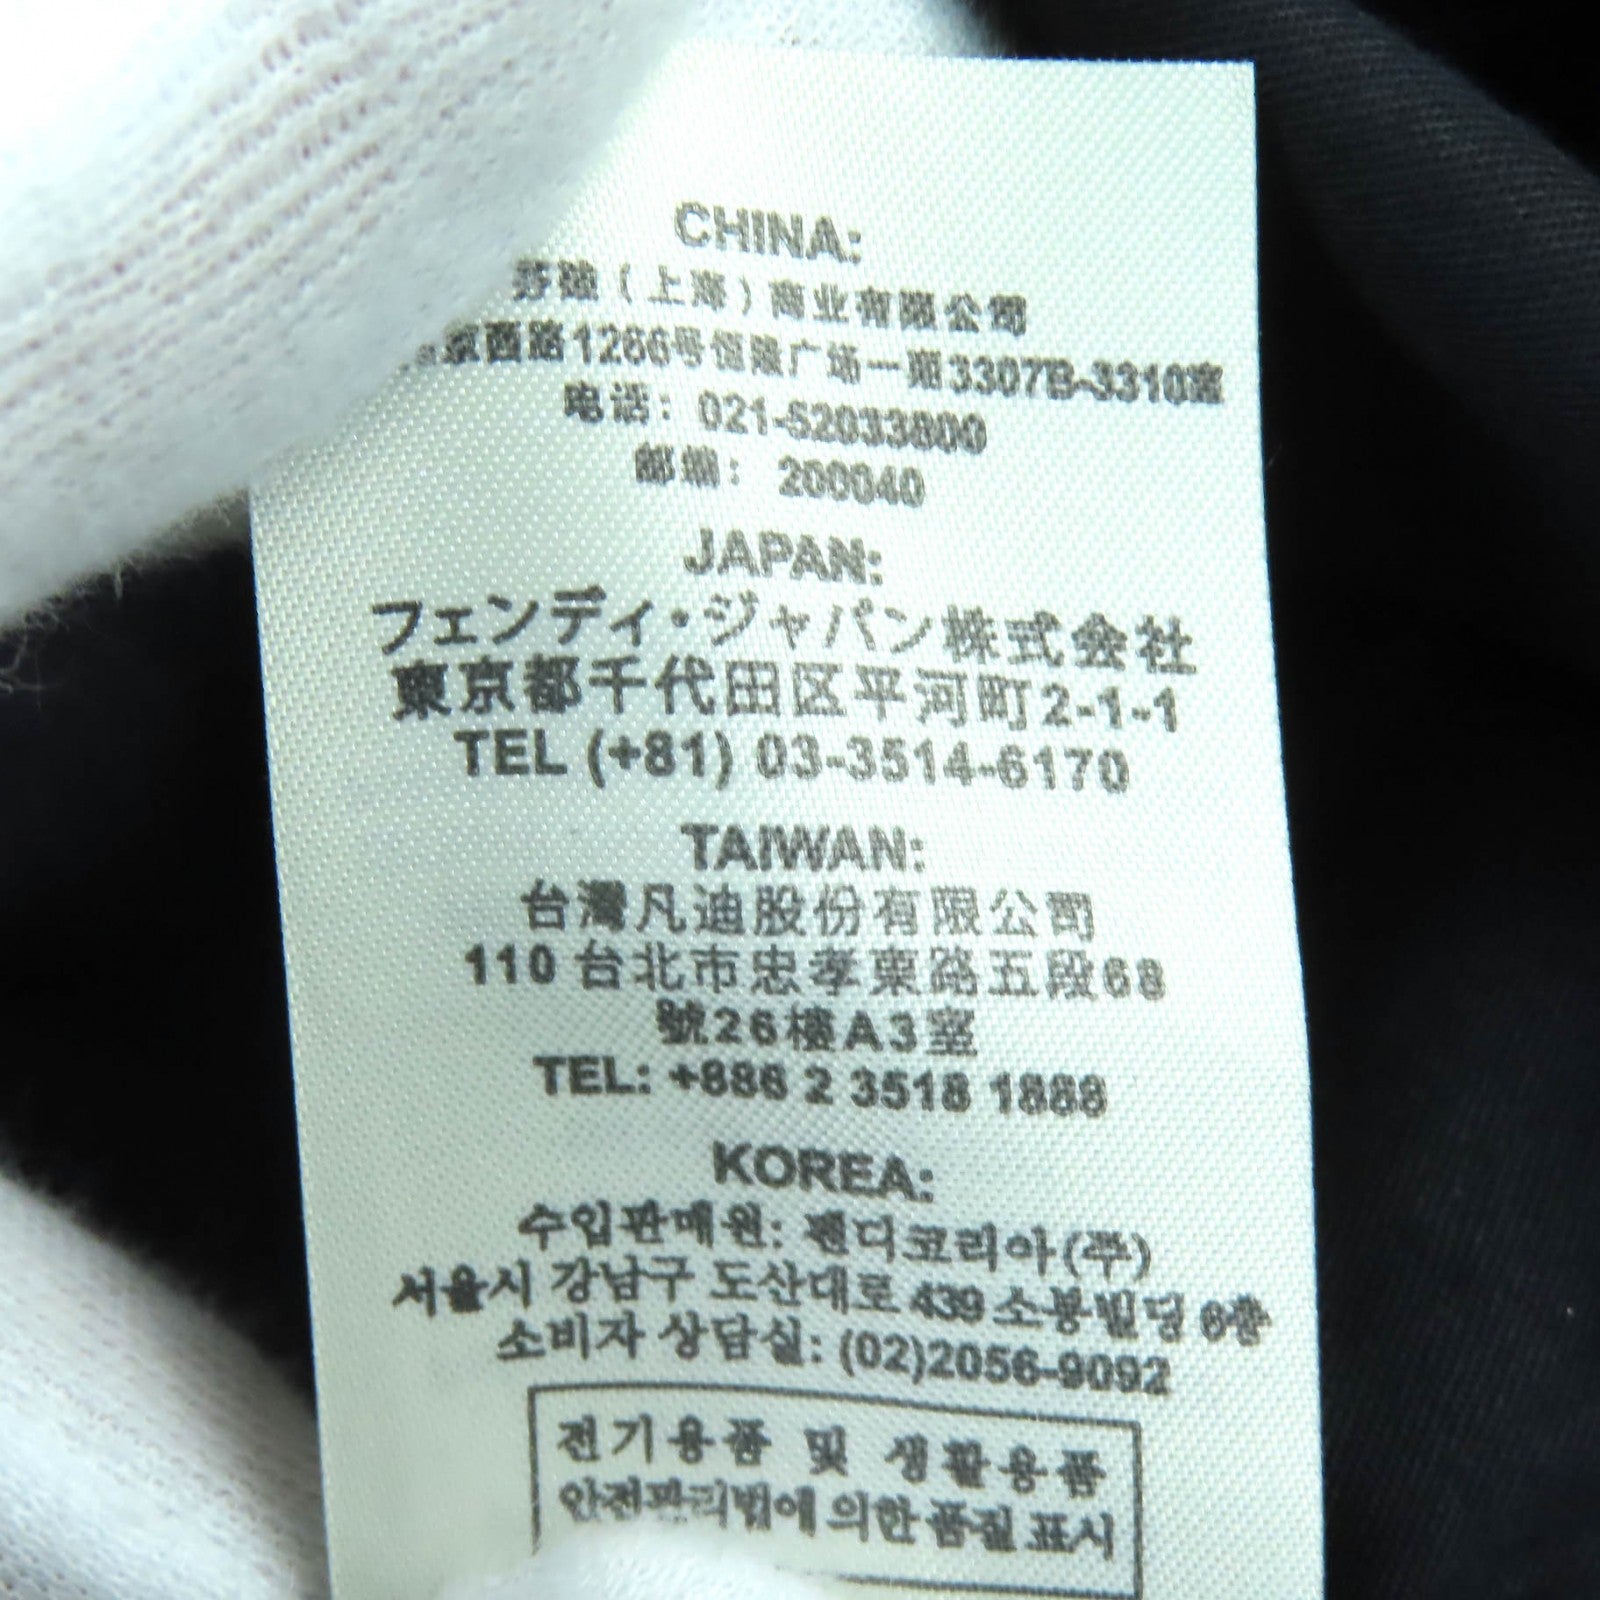 CHINA:
芬迪（上海）商业有限公司
京西路1266号恒隆广场一期3307B-3310室
电话: 021-52033800
邮编: 200040
JAPAN:
フェンディ・ジャパン株式会社
東京都千代田区平河町2-1-1
TEL (+81) 03-3514-6170
TAIWAN:
台灣凡迪股份有限公司
110 台北市忠孝東路五段68
號26樓A3室
TEL: +886 2 3518 1888
KOREA:
수입판매원: 펜디코리아(주)
서울시 강남구 도산대로 439 소봉빌딩 6층
소비자 상담실: (02)2056-9092
전기용품 및 생활용품
안전관리법에의한품질표시